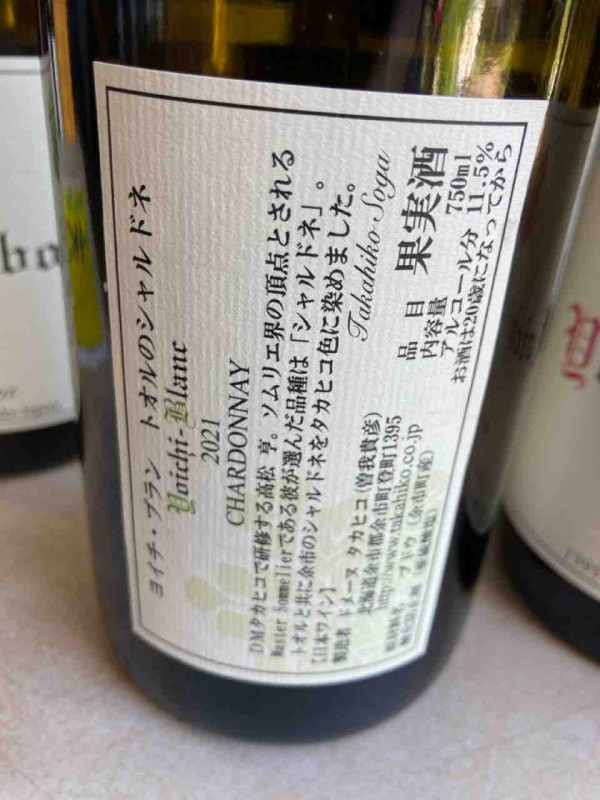 ヨイチ・ブラン トオルのシャルドネ
Yoichi-Blanc
2021
CHARDONNAY
DMタカヒコで研修する高松 亨。ソムリエ界の頂点とされる
Master Sommelierである彼が選んだ品種は「シャルドネ」。
トオルと共に余市のシャルドネをタカヒコ色に染めました。
Takahiko Soga
【日本ワイン】
製造者 ドメーヌ タカヒコ(曽我貴彦)
北海道余市郡余市町登町1395
http://www.takahiko.co.jp
原材料名 ブドウ(余市町産)
品目 果実酒
内容量 750ml
アルコール分 11.5%
お酒は20歳になってから
bo